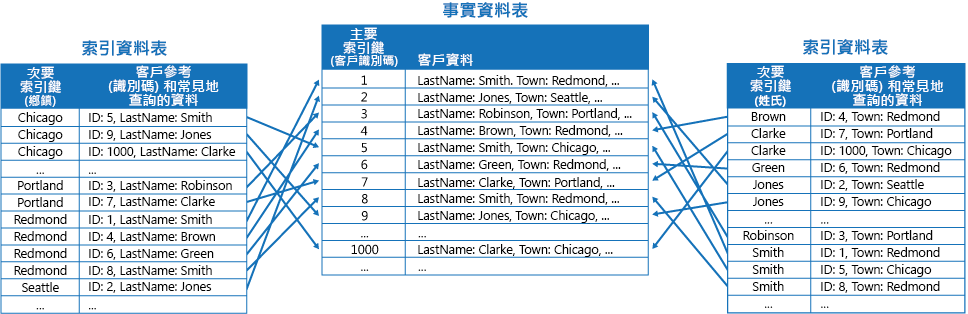 事實資料表
索引資料表
次要
索引鍵
(鄉鎮)
客戶參考
(識別碼) 和常見地
查詢的資料
Chicago ID: 5, LastName: Smith
Chicago ID: 9, LastName: Jones
Chicago ID: 1000, LastName: Clarke
... ...
Portland ID: 3, LastName: Robinson
Portland ID: 7, LastName: Clarke
Redmond ID: 1, LastName: Smith
Redmond ID: 4, LastName: Brown
Redmond ID: 6, LastName: Green
Redmond ID: 8, LastName: Smith
Seattle ID: 2, LastName: Jones
... ...
主要
索引鍵
(客戶識別碼)
客戶資料
1 LastName: Smith. Town: Redmond, ...
2 LastName: Jones, Town: Seattle, ...
3 LastName: Robinson, Town: Portland, ...
4 LastName: Brown, Town: Redmond, ...
5 LastName: Smith, Town: Chicago, ...
6 LastName: Green, Town: Redmond, ...
7 LastName: Clarke, Town: Portland, ...
8 LastName: Smith, Town: Redmond, ...
9 LastName: Jones, Town: Chicago, ...
... ...
1000 LastName: Clarke, Town: Chicago, ...
... ...
索引資料表
次要
索引鍵
(姓氏)
客戶參考
(識別碼) 和常見地
查詢的資料
Brown ID: 4, Town: Redmond
Clarke ID: 7, Town: Portland
Clarke ID: 1000, Town: Chicago
Green ID: 6, Town: Redmond
Jones ID: 2, Town: Seattle
Jones ID: 9, Town: Chicago
... ...
Robinson ID: 3, Town: Portland
Smith ID: 1, Town: Redmond
Smith ID: 5, Town: Chicago
Smith ID: 8, Town: Redmond
... ...